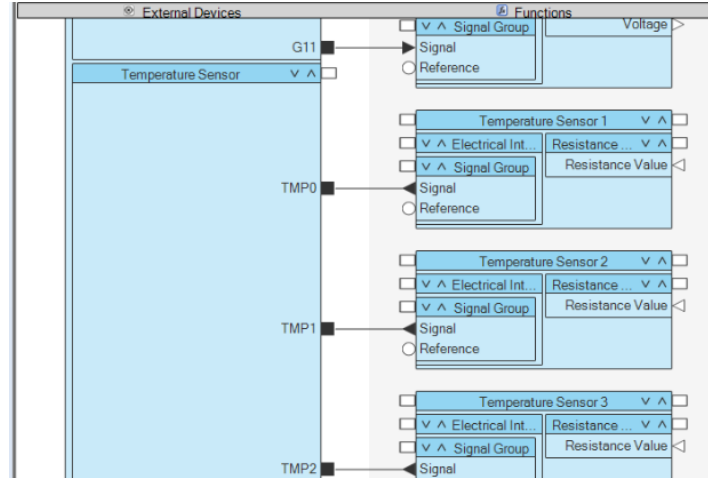 External Devices
Functions
Signal Group
Voltage
G11
Signal
Reference
Temperature Sensor
Temperature Sensor 1
Electrical Int...
Resistance ...
Signal Group
Resistance Value
TMP0
Signal
Reference
Temperature Sensor 2
Electrical Int...
Resistance ...
Signal Group
Resistance Value
TMP1
Signal
Reference
Temperature Sensor 3
Electrical Int...
Resistance ...
Signal Group
Resistance Value
TMP2
Signal